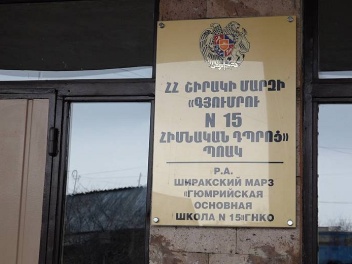 ՀՀ ՇԻՐԱԿԻ ՄԱՐԶԻ
«ԳՅՈՒՄՐՈՒ
N 15
ՀԻՄՆԱԿԱՆ ԴՊՐՈՑ»
ՊՈԱԿ
Р.А.
ШИРАКСКИЙ МАРЗ
"ГЮМРИЙСКАЯ
ОСНОВНАЯ
ШКОЛА N 15"ГНКО